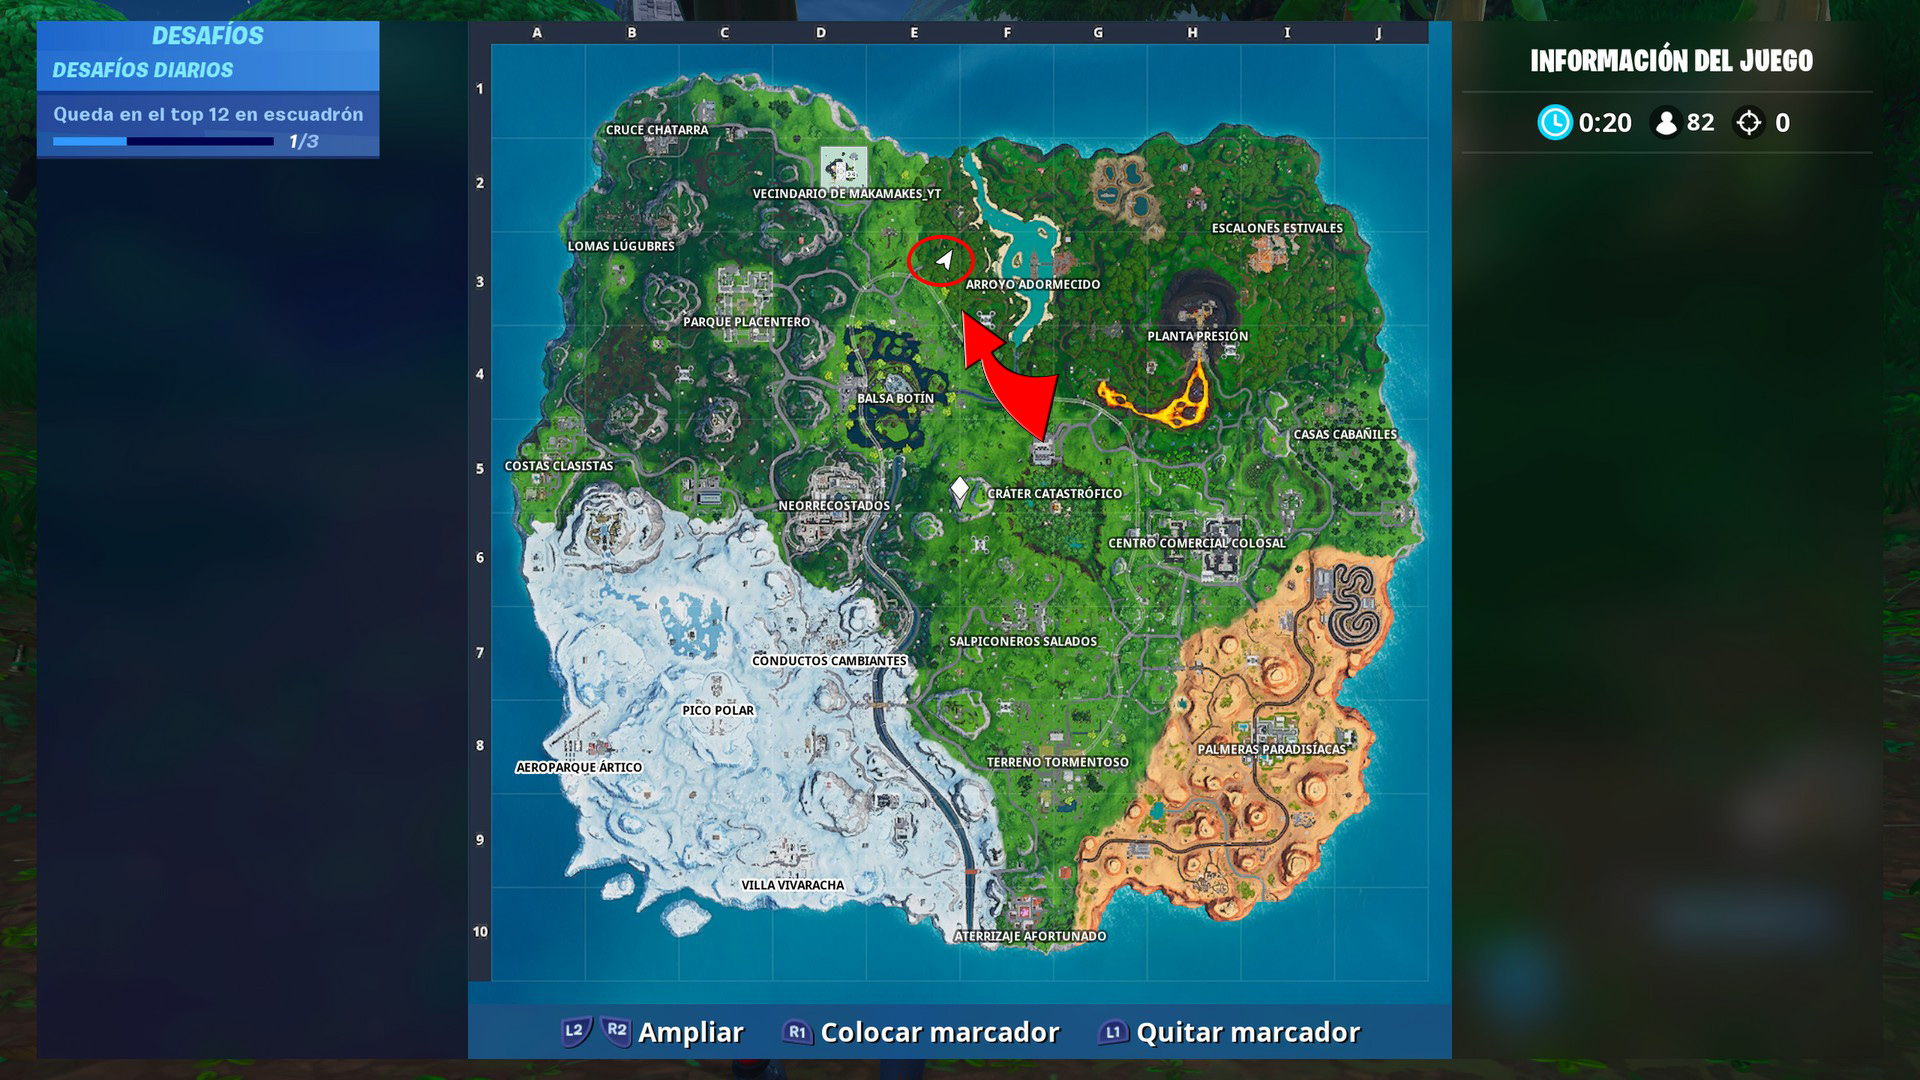 DESAFÍOS
DESAFÍOS DIARIOS
Queda en el top 12 en escuadrón
1/3
A B C D E F G H I J
1
2
3
4
5
6
7
8
9
10
CRUCE CHATARRA
VECINDARIO DE MAKAMAKES_YT
ESCALONES ESTIVALES
LOMAS LÚGUBRES
ARROYO ADORMECIDO
PARQUE PLACENTERO
PLANTA PRESIÓN
BALSA BOTÍN
CASAS CABAÑILES
COSTAS CLASISTAS
CRÁTER CATASTRÓFICO
NEORRECOSTADOS
CENTRO COMERCIAL COLOSAL
SALPICONEROS SALADOS
CONDUCTOS CAMBIANTES
PICO POLAR
PALMERAS PARADISÍACAS
TERRENO TORMENTOSO
AEROPARQUE ÁRTICO
VILLA VIVARACHA
ATERRIZAJE AFORTUNADO
INFORMACIÓN DEL JUEGO
0:20 82 0
L2 R2 Ampliar R1 Colocar marcador L1 Quitar marcador